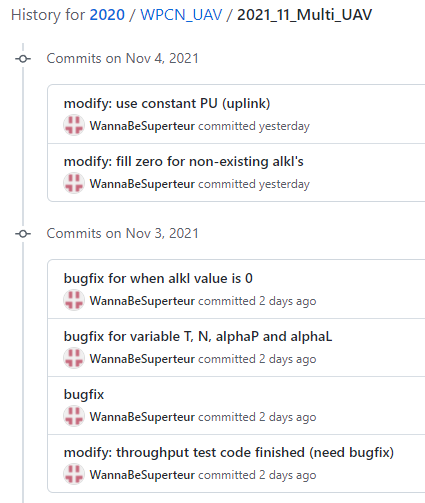 History for 2020 / WPCN_UAV / 2021_11_Multi_UAV
Commits on Nov 4, 2021
modify: use constant PU (uplink)
WannaBeSuperteur committed yesterday
modify: fill zero for non-existing alkl's
WannaBeSuperteur committed yesterday
Commits on Nov 3, 2021
bugfix for when alkl value is 0
WannaBeSuperteur committed 2 days ago
bugfix for variable T, N, alphaP and alphaL
WannaBeSuperteur committed 2 days ago
bugfix
WannaBeSuperteur committed 2 days ago
modify: throughput test code finished (need bugfix)
WannaBeSuperteur committed 2 days ago